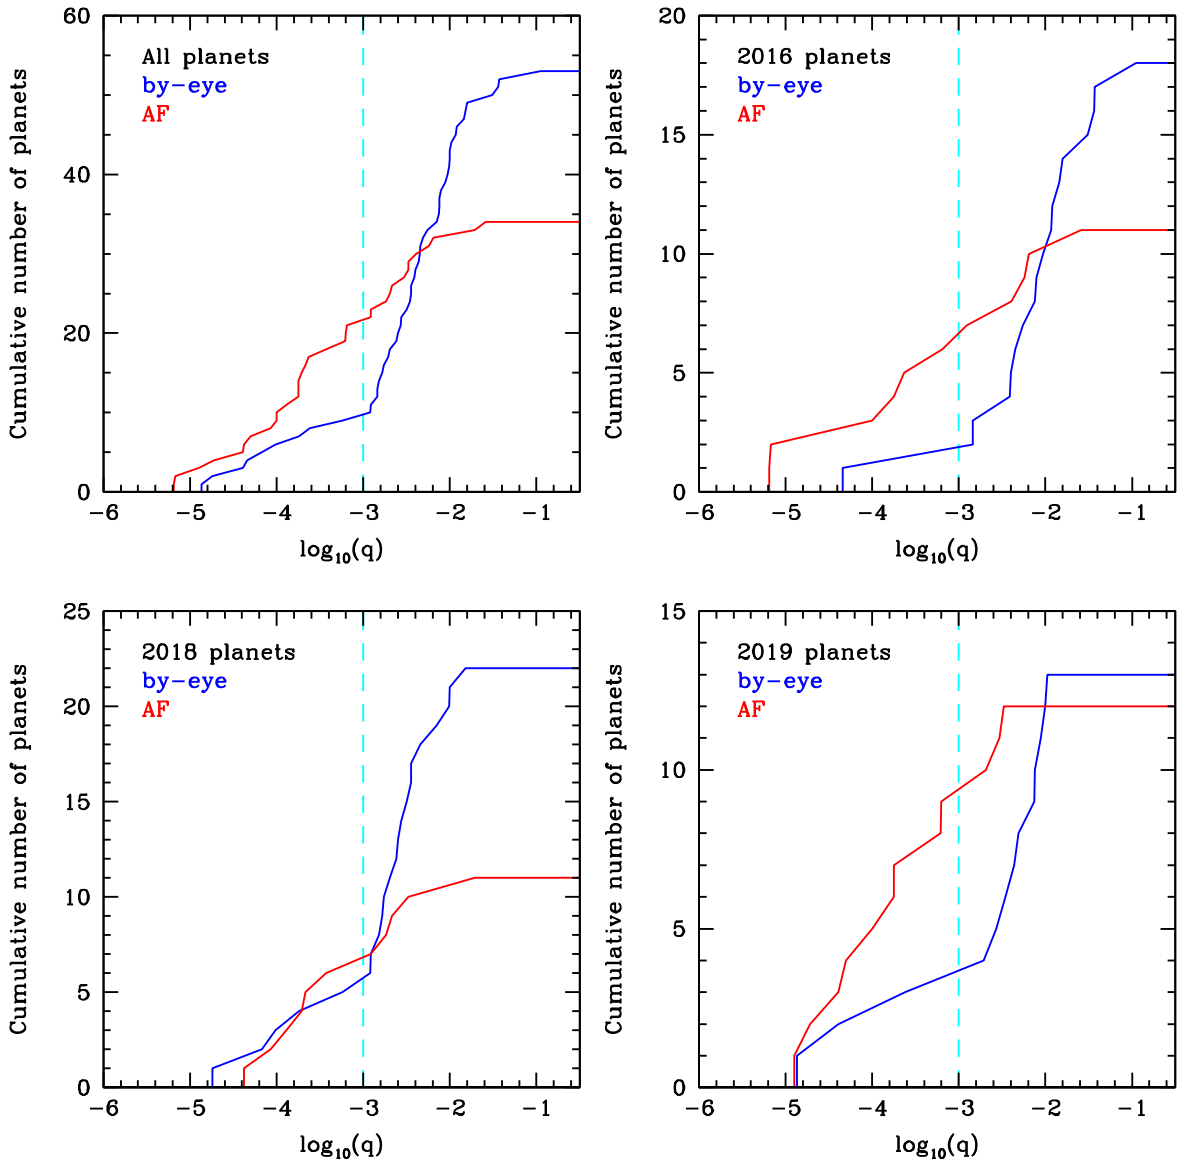 All planets
by-eye
AF
60
40
20
0
-6 -5 -4 -3 -2 -1
log10(q)
Cumulative number of planets
2016 planets
by-eye
AF
20
15
10
5
0
-6 -5 -4 -3 -2 -1
log10(q)
Cumulative number of planets
2018 planets
by-eye
AF
25
20
15
10
5
0
-6 -5 -4 -3 -2 -1
log10(q)
Cumulative number of planets
2019 planets
by-eye
AF
15
10
5
0
-6 -5 -4 -3 -2 -1
log10(q)
Cumulative number of planets